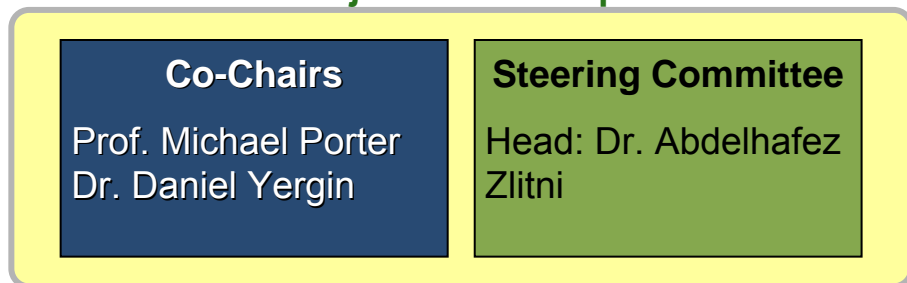 Co-Chairs
Prof. Michael Porter
Dr. Daniel Yergin
Steering Committee
Head: Dr. Abdelhafez
Zlitni